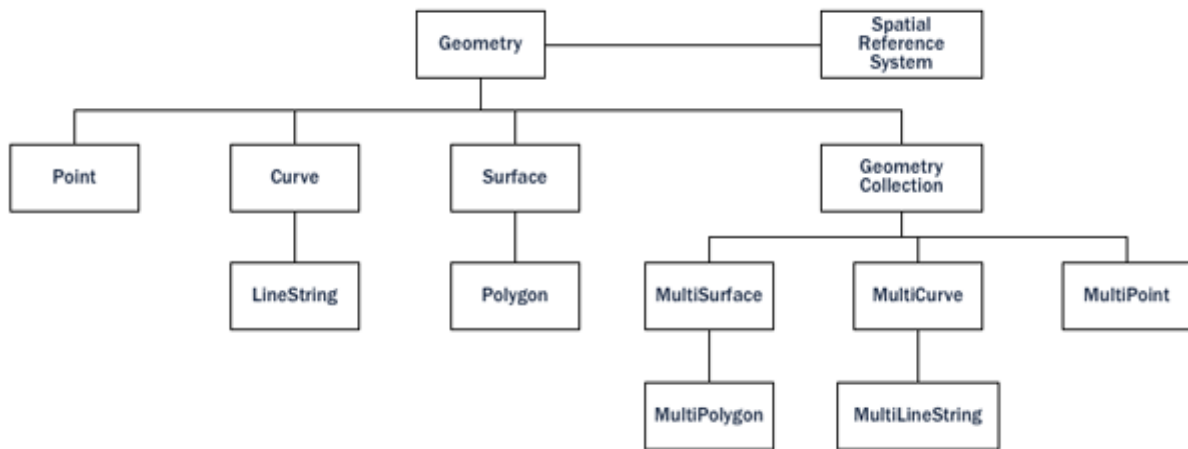 Geometry
Spatial
Reference
System
Point
Curve
Surface
Geometry
Collection
LineString
Polygon
MultiSurface
MultiCurve
MultiPoint
MultiPolygon
MultiLineString